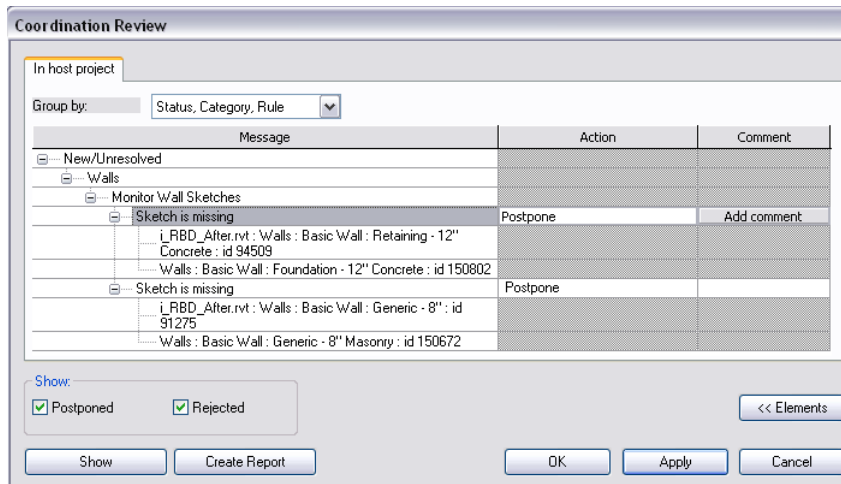 Coordination Review
In host project
Group by: Status, Category, Rule
Message Action Comment
New/Unresolved
Walls
Monitor Wall Sketches
Sketch is missing Postpone Add comment
i_RBD_After.rvt : Walls : Basic Wall : Retaining - 12"
Concrete : id 94509
Walls : Basic Wall : Foundation - 12" Concrete : id 150802
Sketch is missing Postpone
i_RBD_After.rvt : Walls : Basic Wall : Generic - 8" : id
91275
Walls : Basic Wall : Generic - 8" Masonry : id 150672
Show:
Postponed Rejected
<< Elements
Show Create Report OK Apply Cancel